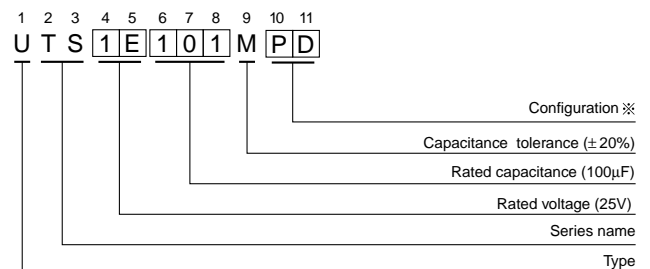 1 2 3 4 5 6 7 8 9 10 11
U T S 1 E 1 0 1 M P D
Configuration ※
Capacitance tolerance (±20%)
Rated capacitance (100µF)
Rated voltage (25V)
Series name
Type